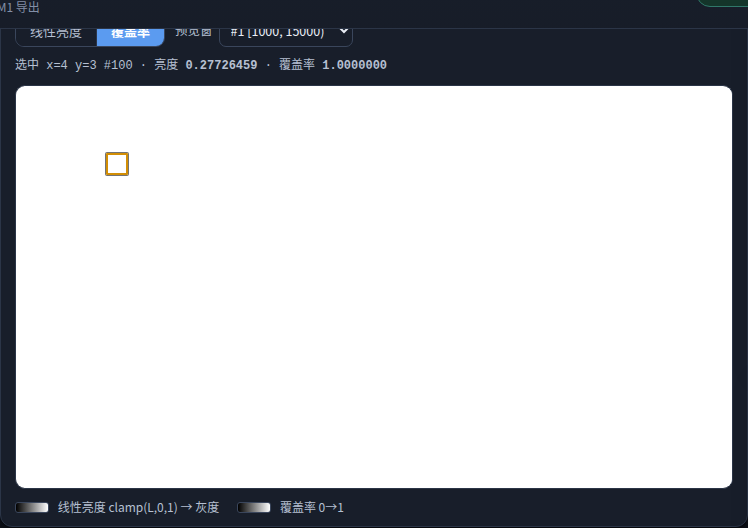 M1 导出
线性亮度 覆盖率 预览窗 #1 [1000, 15000)
选中 x=4 y=3 #100 · 亮度 0.27726459 · 覆盖率 1.0000000
线性亮度 clamp(L,0,1) → 灰度 覆盖率 0→1